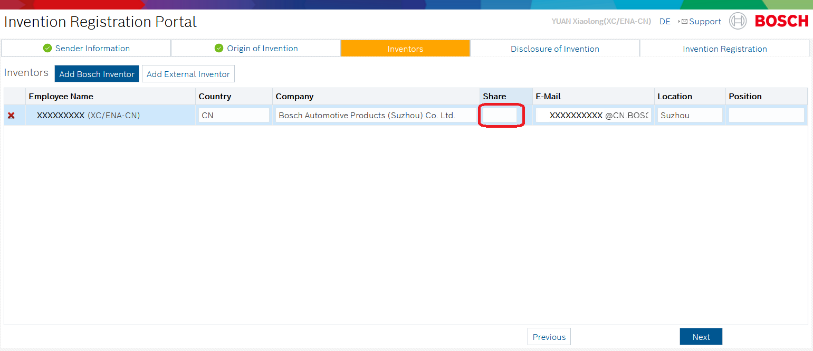 Invention Registration Portal
YUAN Xiaolong(XC/ENA-CN) DE Support BOSCH
Sender Information Origin of Invention Inventors Disclosure of Invention Invention Registration
Inventors Add Bosch Inventor Add External Inventor
Employee Name Country Company Share E-Mail Location Position
XXXXXXXXX (XC/ENA-CN) CN Bosch Automotive Products (Suzhou) Co. Ltd. XXXXXXXXXX @CN.BOSC Suzhou
Previous Next